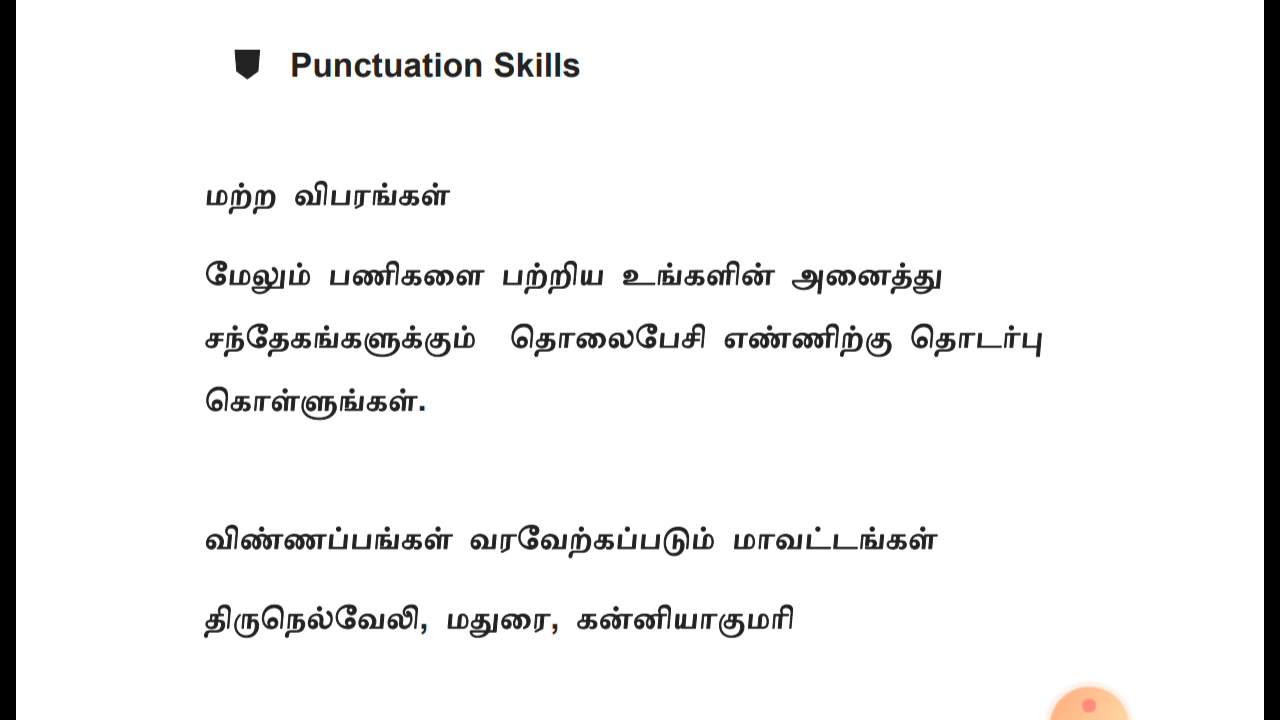 Punctuation Skills
மற்ற விபரங்கள்
மேலும் பணிகளை பற்றிய உங்களின் அனைத்து
சந்தேகங்களுக்கும் தொலைபேசி எண்ணிற்கு தொடர்பு
கொள்ளுங்கள்.
விண்ணப்பங்கள் வரவேற்கப்படும் மாவட்டங்கள்
திருநெல்வேலி, மதுரை, கன்னியாகுமரி